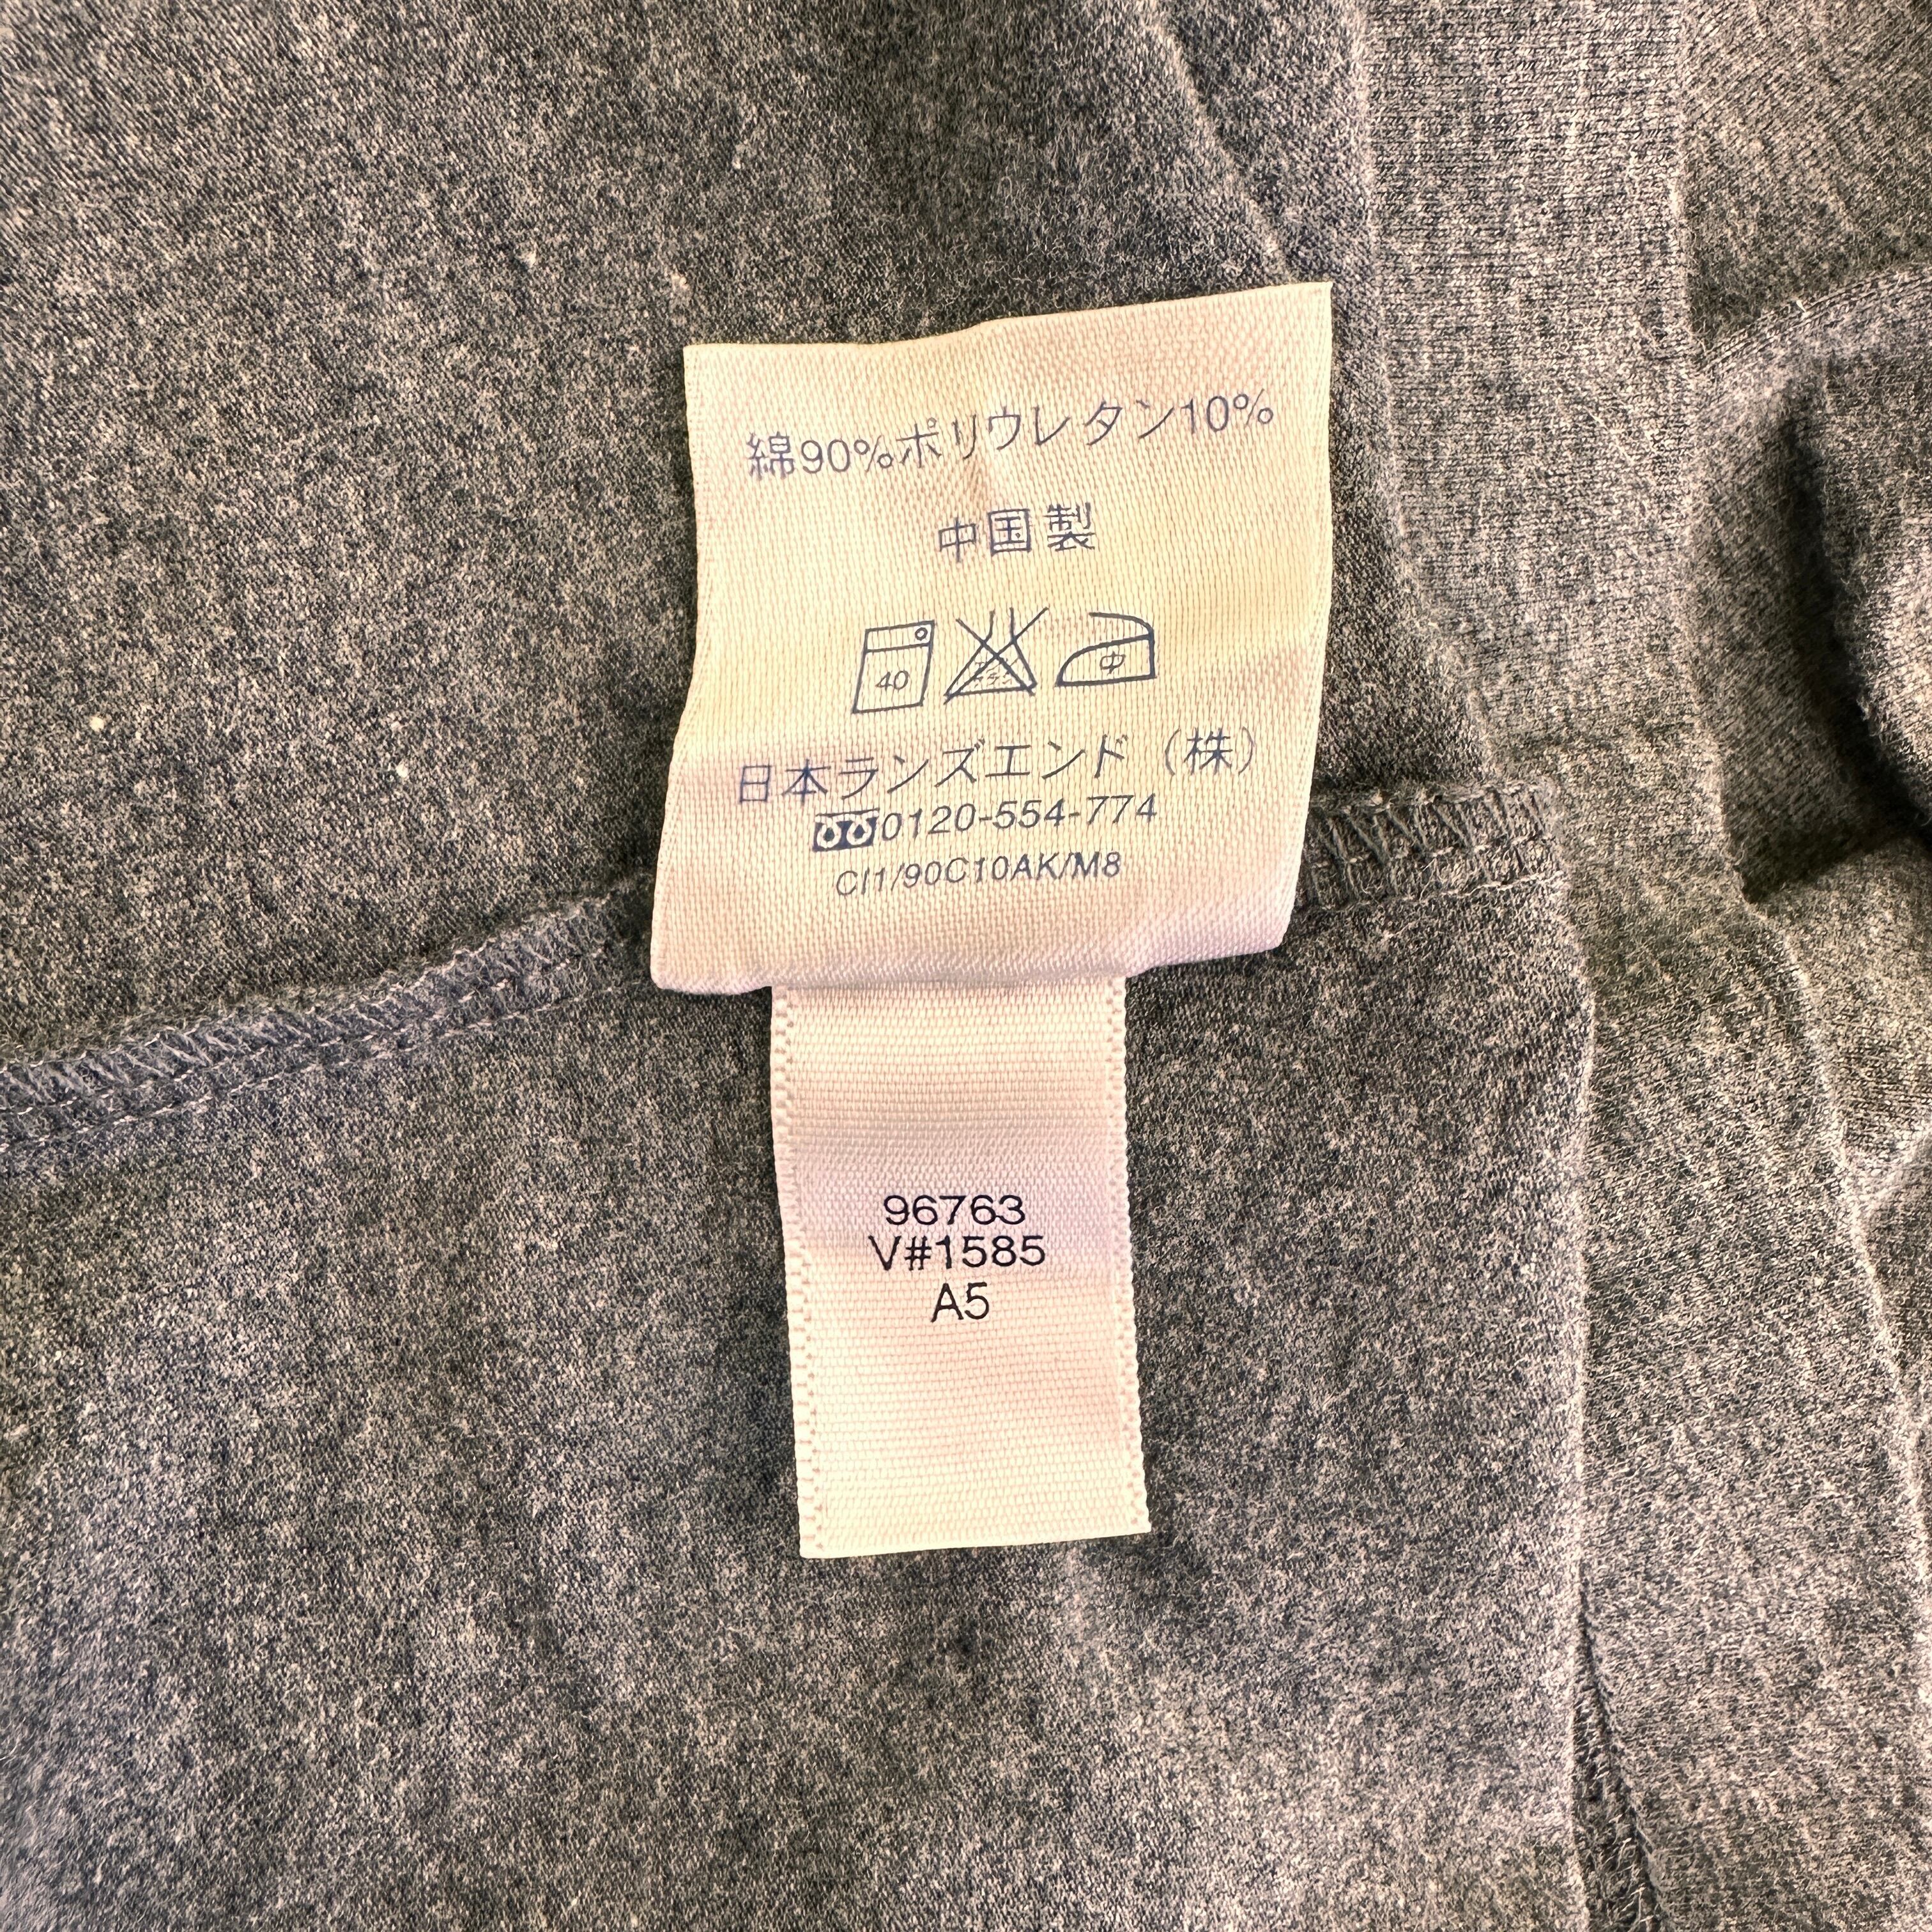 綿90%ポリウレタン10%
中国製
40 中
日本ランズエンド（株）
0120-554-774
CI1/90C10AK/M8
96763
V#1585
A5